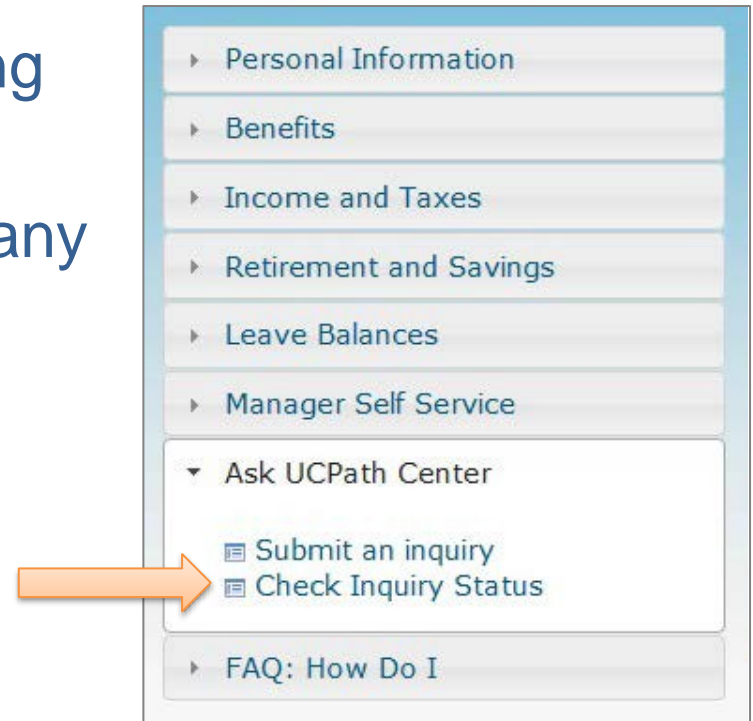 ng
any
Personal Information
Benefits
Income and Taxes
Retirement and Savings
Leave Balances
Manager Self Service
Ask UCPath Center
Submit an inquiry
Check Inquiry Status
FAQ: How Do I